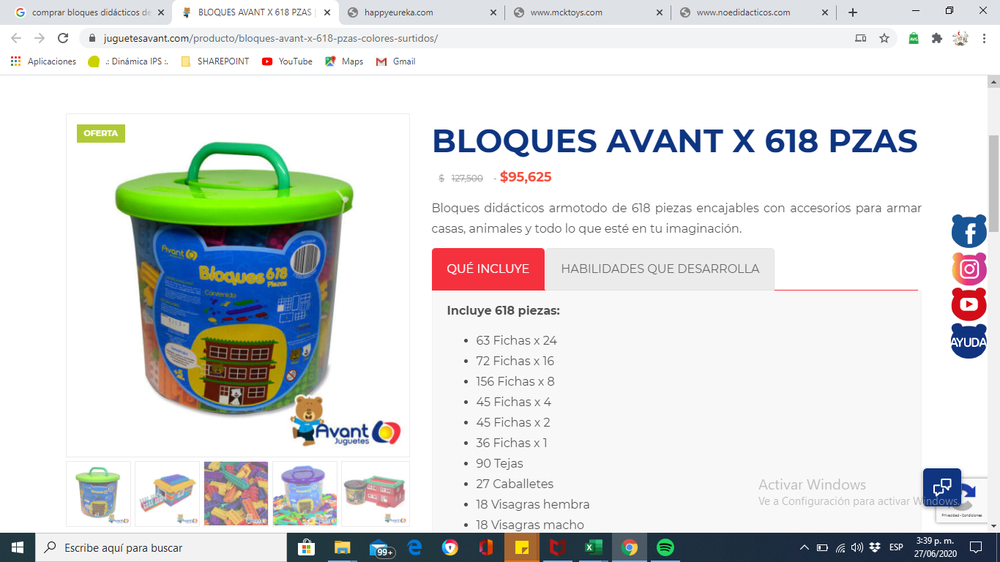 comprar bloques didácticos de
BLOQUES AVANT X 618 PZAS |
happyeureka.com
www.mcktoys.com
www.noedidacticos.com
juguetesavant.com/producto/bloques-avant-x-618-pzas-colores-surtidos/
AVG
Aplicaciones
.: Dinámica IPS :.
SHAREPOINT
YouTube
Maps
Gmail
OFERTA
Avant
Bloques 618
Piezas
Contenido
Avant
Juguetes
BLOQUES AVANT X 618 PZAS
$ 127,500 - $95,625
Bloques didácticos armotodo de 618 piezas encajables con accesorios para armar
casas, animales y todo lo que esté en tu imaginación.
QUÉ INCLUYE
HABILIDADES QUE DESARROLLA
Incluye 618 piezas:
• 63 Fichas x 24
• 72 Fichas x 16
• 156 Fichas x 8
• 45 Fichas x 4
• 45 Fichas x 2
• 36 Fichas x 1
• 90 Tejas
• 27 Caballetes
• 18 Visagras hembra
• 18 Visagras macho
AYUDA
Activar Windows
Ve a Configuración para activar Windows.
Privacidad - Condiciones
Escribe aquí para buscar
99+
ESP
3:39 p. m.
27/06/2020